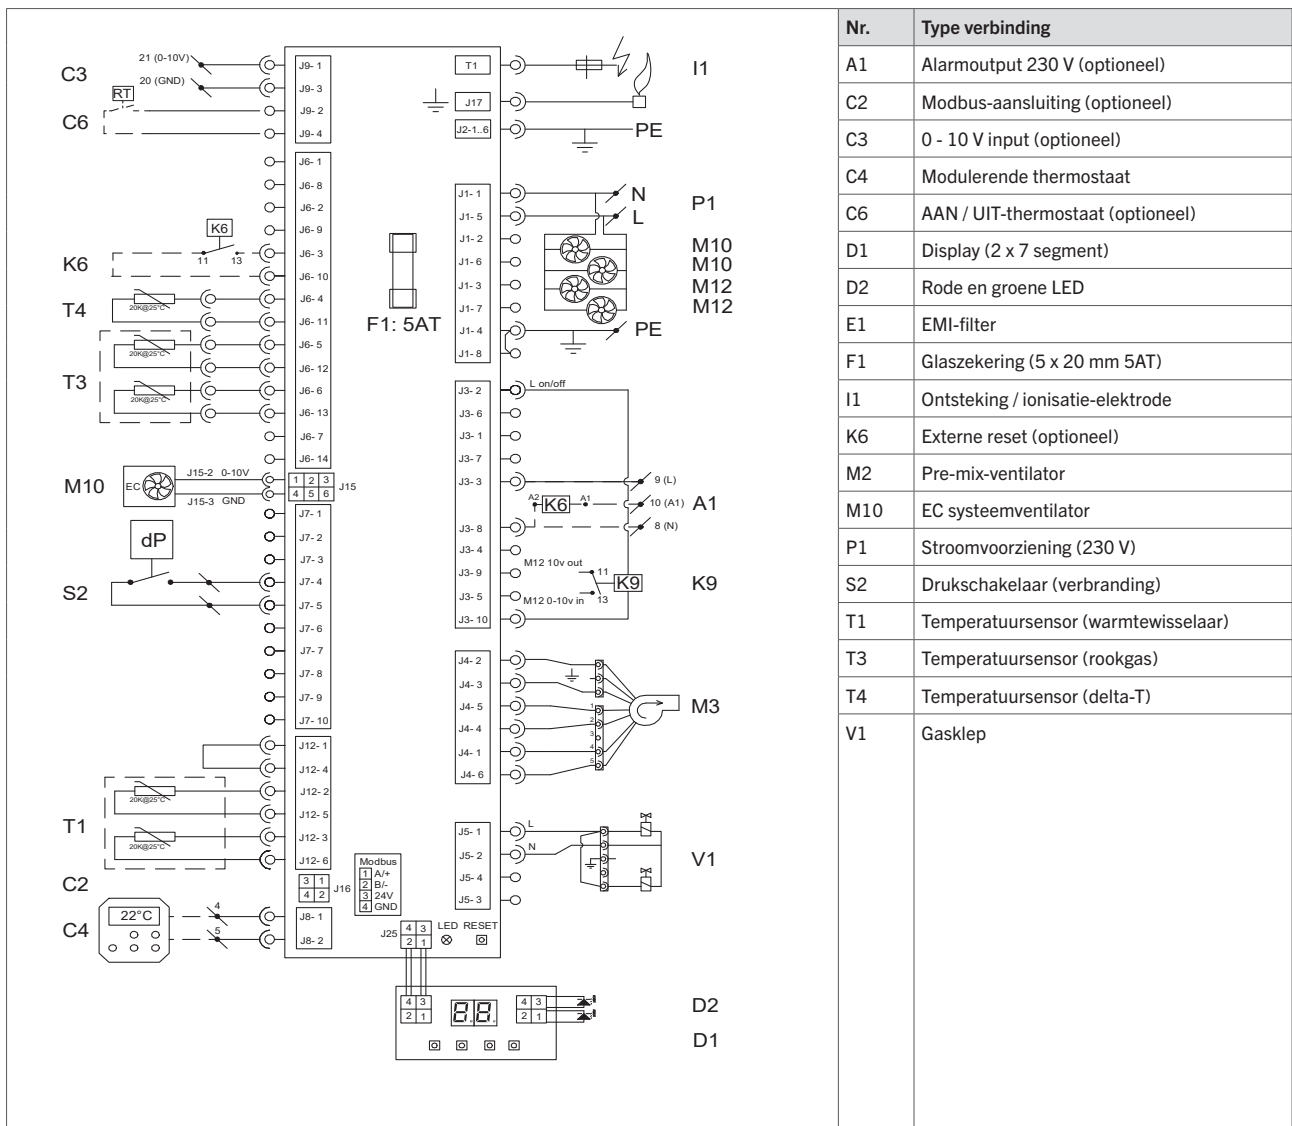 21 (0-10V)
C3
20 (GND)
RT
C6
J9- 1
J9- 3
J9- 2
J9- 4
J6- 1
J6- 8
J6- 2
J6- 9
K6
K6
11 13
J6- 3
J6- 10
T4
20K@25°C
J6- 4
J6- 11
T3
20K@25°C
J6- 5
J6- 12
20K@25°C
J6- 6
J6- 13
J6- 7
J6- 14
M10
EC
J15-2 0-10V
J15-3 GND
1 2 3
4 5 6
J15
J7- 1
J7- 2
J7- 3
dP
S2
J7- 4
J7- 5
J7- 6
J7- 7
J7- 8
J7- 9
J7- 10
J12- 1
J12- 4
T1
20K@25°C
J12- 2
J12- 5
20K@25°C
J12- 3
J12- 6
C2
3 1
4 2
J16
Modbus
1 A/+
2 B/-
3 24V
4 GND
C4
22°C
4
5
J8- 1
J8- 2
F1: 5AT
T1
I1
J17
J2-1..6
PE
J1- 1
N
P1
J1- 5
L
J1- 2
J1- 6
J1- 3
J1- 7
M10
M10
M12
M12
J1- 4
PE
J1- 8
J3- 2
L on/off
J3- 6
J3- 1
J3- 7
J3- 3
9 (L)
A2
K6
A1
10 (A1)
A1
J3- 8
8 (N)
J3- 4
M12 10v out
J3- 9
11
K9
K9
J3- 5
M12 0-10v in
13
J3- 10
J4- 2
J4- 3
J4- 5
J4- 4
J4- 1
J4- 6
1
2
3
4
5
M3
J5- 1
L
J5- 2
N
J5- 4
J5- 3
V1
J25
4 3
2 1
LED RESET
4 3
2 1
88
4 3
2 1
D2
D1
Nr. Type verbinding
A1 Alarmoutput 230 V (optioneel)
C2 Modbus-aansluiting (optioneel)
C3 0 - 10 V input (optioneel)
C4 Modulerende thermostaat
C6 AAN / UIT-thermostaat (optioneel)
D1 Display (2 x 7 segment)
D2 Rode en groene LED
E1 EMI-filter
F1 Glaszekering (5 x 20 mm 5AT)
I1 Ontsteking / ionisatie-elektrode
K6 Externe reset (optioneel)
M2 Pre-mix-ventilator
M10 EC systeemventilator
P1 Stroomvoorziening (230 V)
S2 Drukschakelaar (verbranding)
T1 Temperatuursensor (warmtewisselaar)
T3 Temperatuursensor (rookgas)
T4 Temperatuursensor (delta-T)
V1 Gasklep